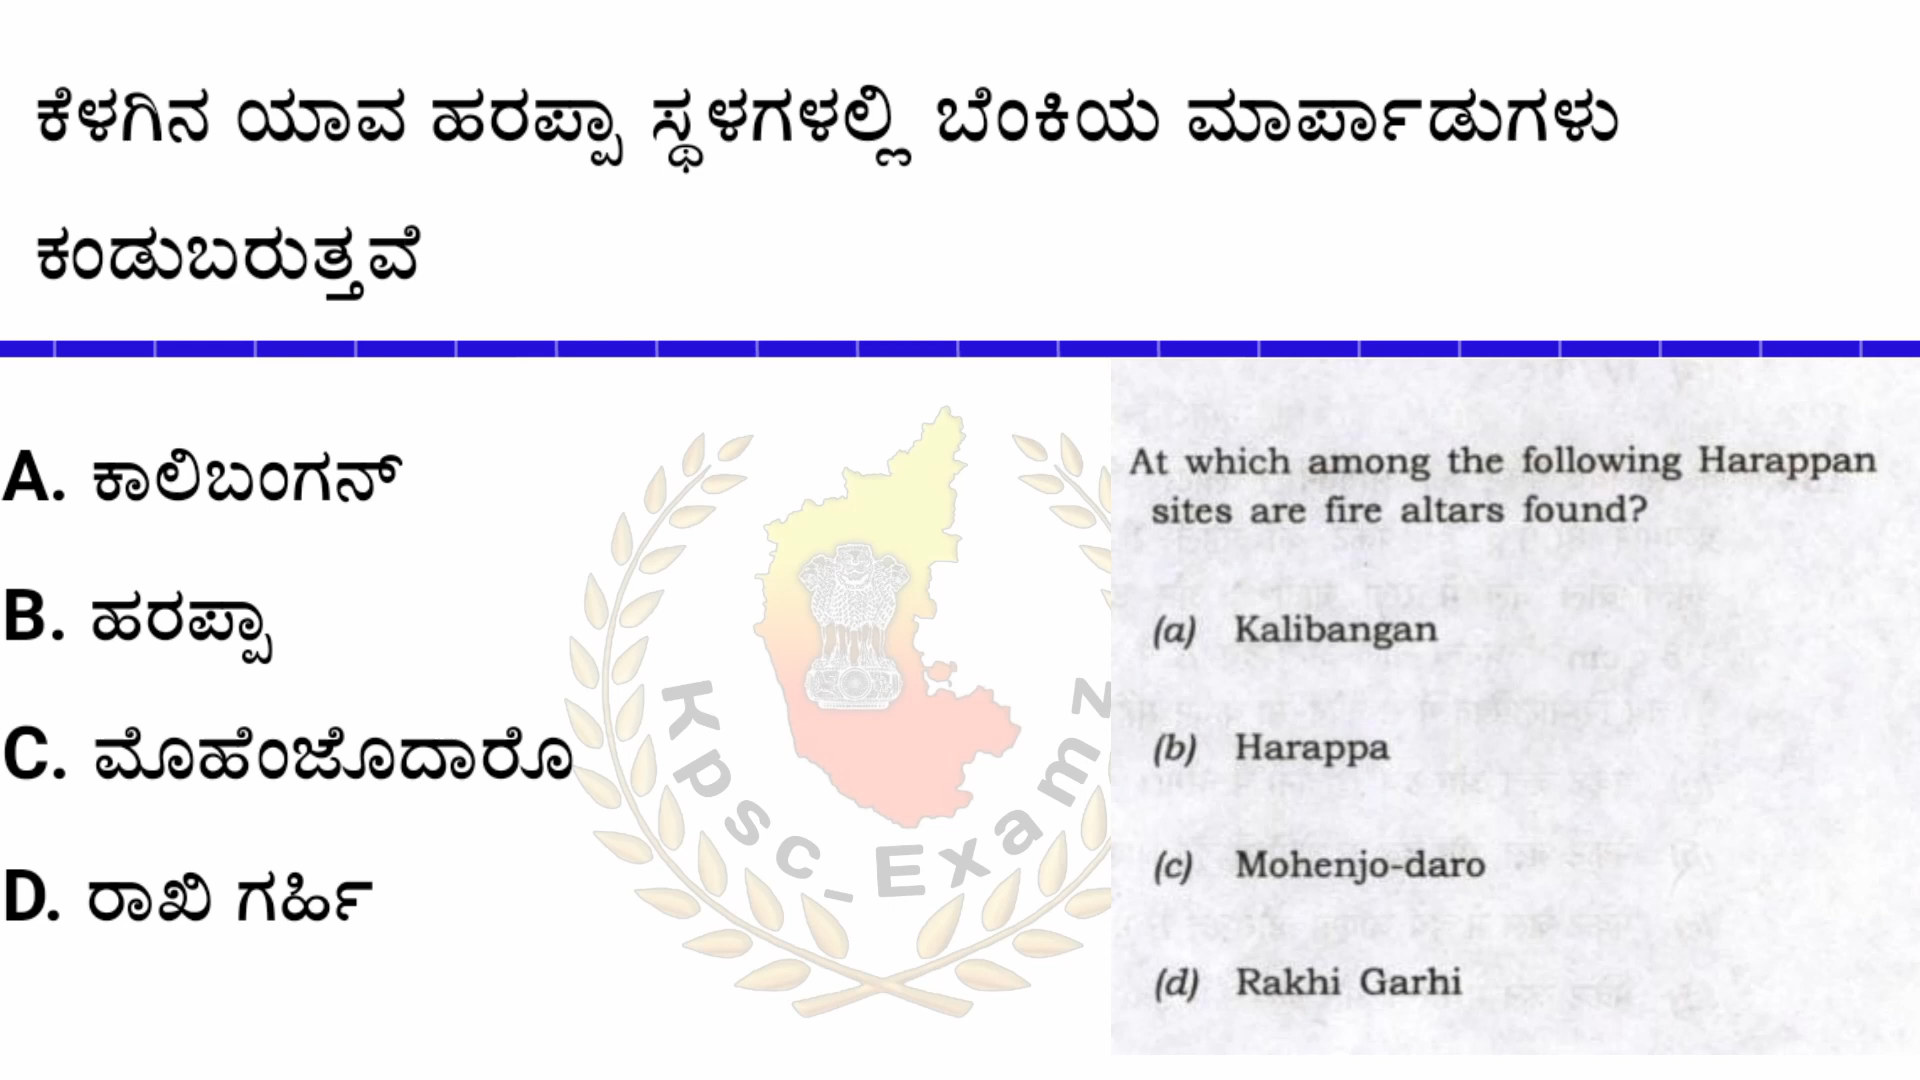 ಕೆಳಗಿನ ಯಾವ ಹರಪ್ಪಾ ಸ್ಥಳಗಳಲ್ಲಿ ಬೆಂಕಿಯ ಮಾರ್ಪಾಡುಗಳು
ಕಂಡುಬರುತ್ತವೆ
A. ಕಾಲಿಬಂಗನ್
B. ಹರಪ್ಪಾ
C. ಮೊಹೆಂಜೊದಾರೊ
D. ರಾಖಿ ಗರ್ಹಿ
Kpsc_Examz
At which among the following Harappan
sites are fire altars found?
(a) Kalibangan
(b) Harappa
(c) Mohenjo-daro
(d) Rakhi Garhi